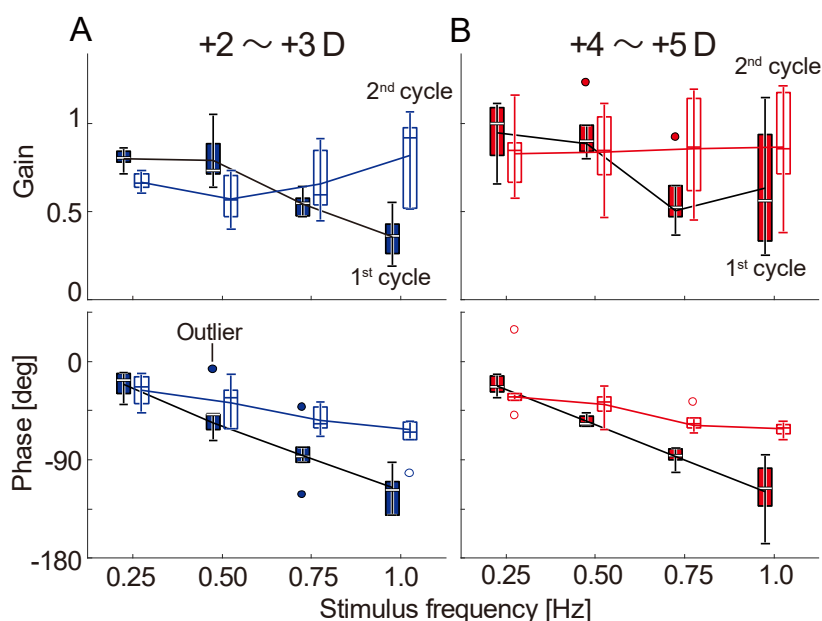 A
+2 ～ +3 D
B
+4 ～ +5 D
Gain
1
0.5
0
2nd cycle
1st cycle
2nd cycle
1st cycle
Phase [deg]
0
-90
-180
Outlier
0.25 0.50 0.75 1.0
0.25 0.50 0.75 1.0
Stimulus frequency [Hz]